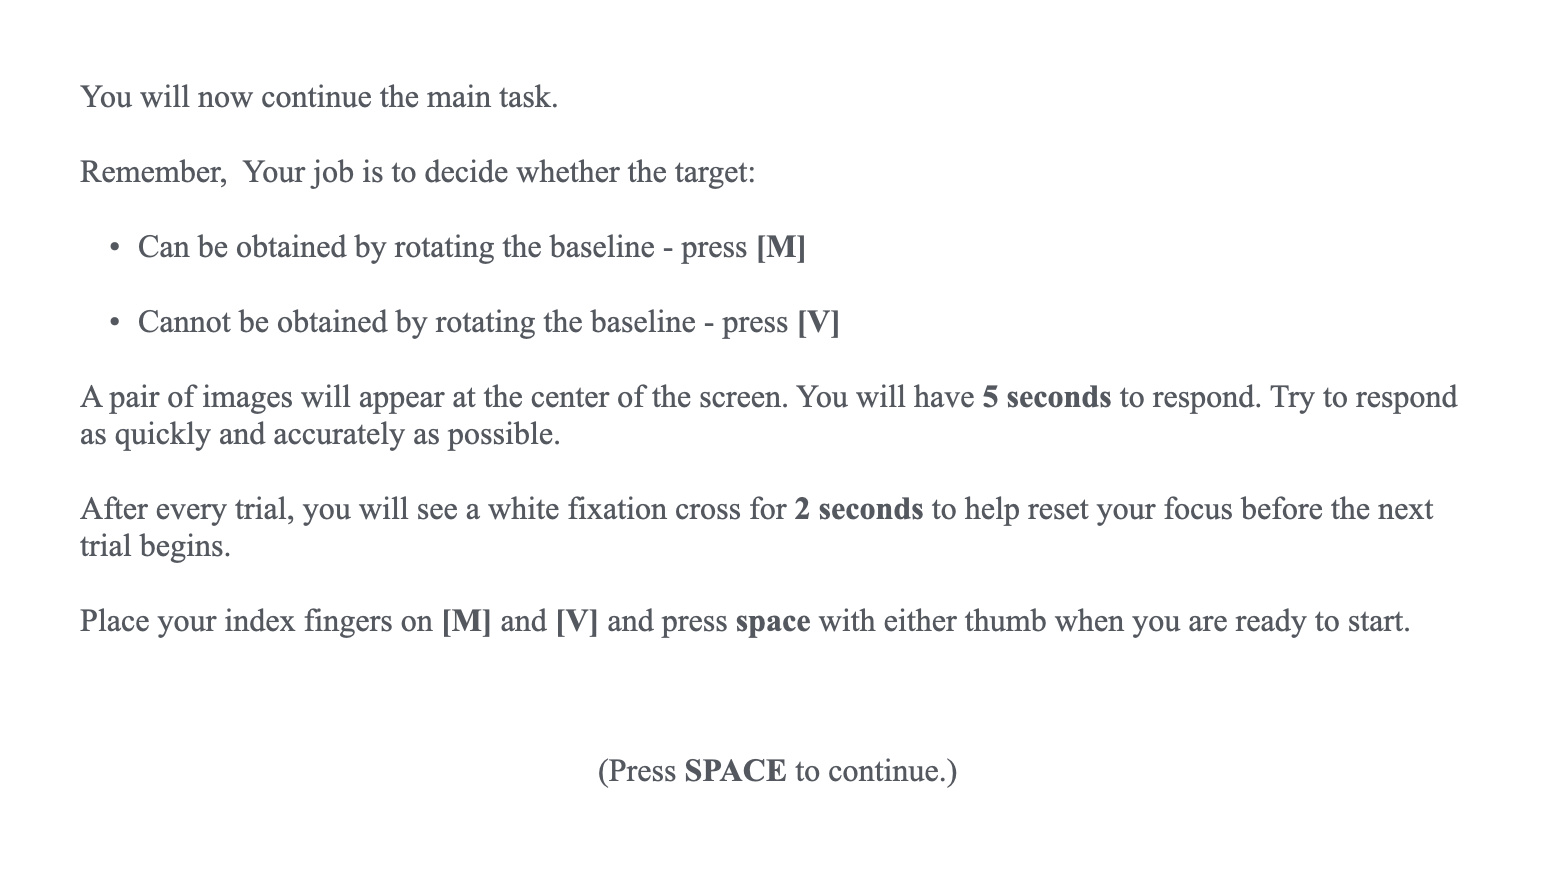 You will now continue the main task.
Remember,  Your job is to decide whether the target:
• Can be obtained by rotating the baseline - press [M]
• Cannot be obtained by rotating the baseline - press [V]
A pair of images will appear at the center of the screen. You will have 5 seconds to respond. Try to respond
as quickly and accurately as possible.
After every trial, you will see a white fixation cross for 2 seconds to help reset your focus before the next
trial begins.
Place your index fingers on [M] and [V] and press space with either thumb when you are ready to start.
(Press SPACE to continue.)